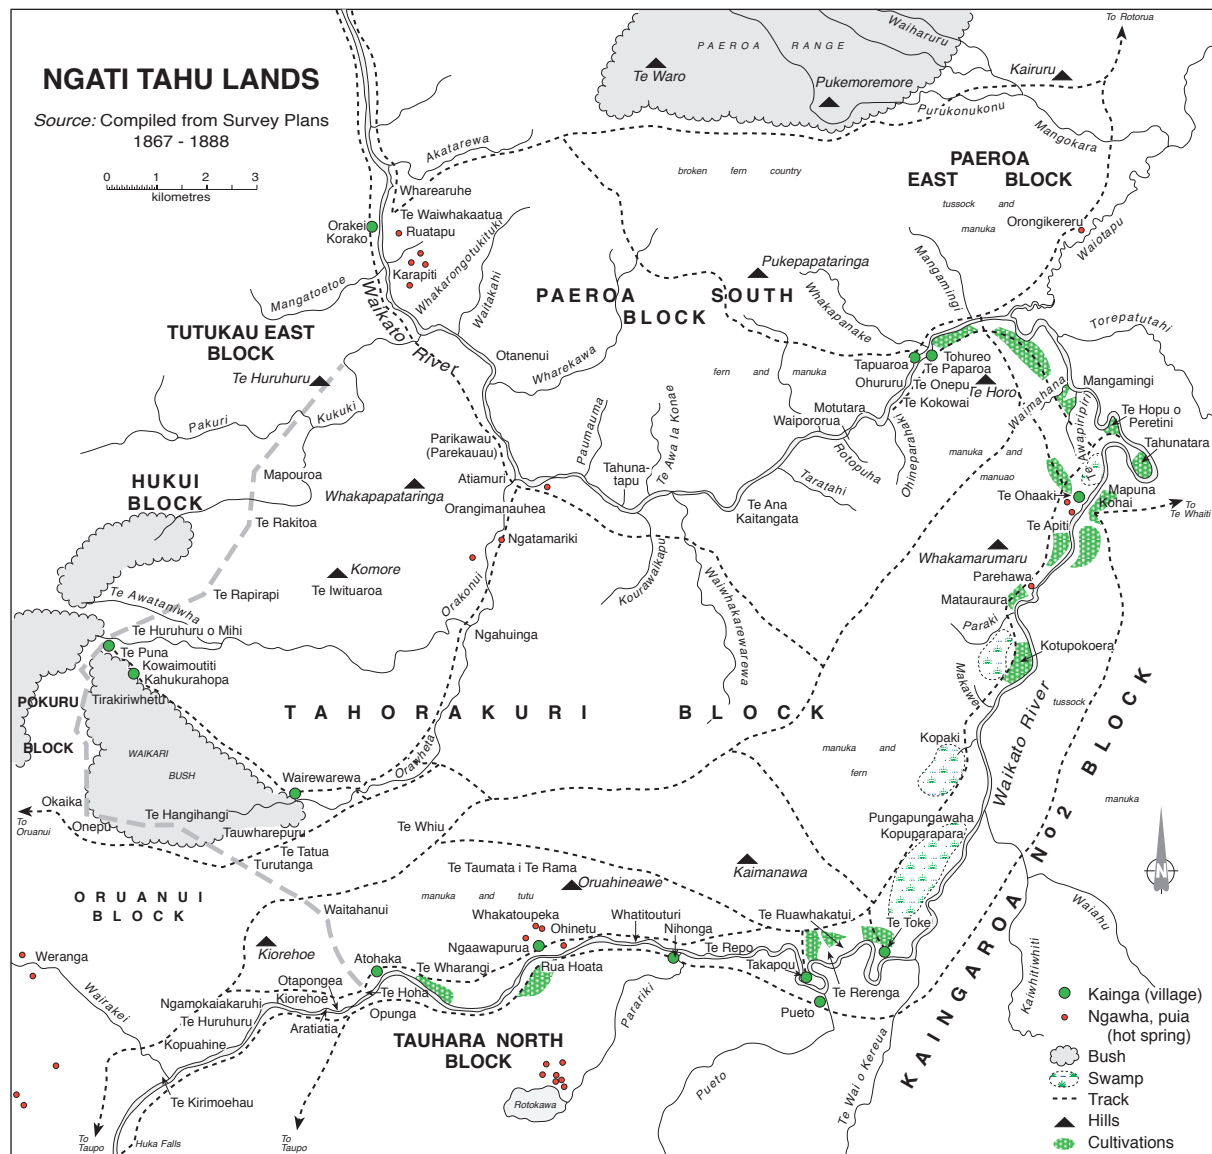 NGATI TAHU LANDS
Source: Compiled from Survey Plans
1867 - 1888
0 1 2 3
kilometres
To Rotorua
PAEROA RANGE
Waiharuru
Te Waro
Pukemoremore
Kairuru
Purukonukonu
Mangokara
Akatarewa
broken fern country
PAEROA
EAST BLOCK
tussock and
manuka
Orongikereru
Waiotapu
Wharearuhe
Te Waiwhakaatua
Orakei
Korako
Ruatapu
Karapiti
Whakarongotukituki
Waitakahi
Mangatoetoe
Waikato River
Pukepapataringa
Whakapanake
Mangamingi
PAEROA SOUTH
BLOCK
TUTUKAU EAST
BLOCK
Te Huruhuru
Otanenui
Wharekawa
Torepatutahi
Tapuaroa
Tohureo
Te Paparoa
Ohururu
Te Onepu
Te Horo
Te Kokowai
fern and manuka
Waimahana
Mangamingi
Te Awapiripiri
Te Hopu o
Peretini
Tahunatara
Pakuri
Kukuki
Parikawau
(Parekauau)
Paumauma
Te Awa Ia Konae
Motutara
Waipororua
Rotopuha
Ohineparahaki
Taratahi
manuka and
manuao
HUKUI
BLOCK
Mapouroa
Whakapapataringa
Atiamuri
Tahuna-
tapu
Te Ana
Kaitangata
Te Ohaaki
Mapuna
Kohai
To
Te Whaiti
Te Rakitoa
Orangimanauhea
Te Apiti
Ngatamariki
Whakamarumaru
Komore
Te Iwituaroa
Orakonui
Kourawaikapu
Waiwhakarewarewa
Parehawa
Matauraura
Te Rapirapi
Te Awataniwha
Paraki
Te Huruhuru o Mihi
Ngahuinga
Te Puna
Kowaimoutiti
Kahukurahopa
Kotupokoera
Makawe
POKURU
BLOCK
Tirakiriwhetu
TAHORAKURI BLOCK
Waikato River
tussock
WAIKARI
BUSH
Orawheta
manuka and
fern
Kopaki
KAINGAROA No 2 BLOCK
manuka
Wairewarewa
Okaika
To
Oruanui
Onepu
Te Hangihangi
Tauwharepuru
Te Tatua
Turutanga
Te Whiu
Pungapungawaha
Kopuparapara
Te Taumata i Te Rama
Kaimanawa
ORUANUI
BLOCK
manuka and tutu
Oruahineawe
Waitahanui
Whakatoupeka
Ohinetu
Whatitouturi
Nihonga
Te Ruawhakatui
Te Toke
Waiahu
Kiorehoe
Ngaawapurua
Te Repo
Weranga
Atohaka
Te Wharangi
Rua Hoata
Takapou
Te Rerenga
Kaiwhitiwhiti
Wairakei
Otapongea
Te Hoha
Ngamokaiakaruhi
Kiorehoe
Opunga
Te Huruhuru
Aratiatia
Kopuahine
Parariki
Pueto
TAUHARA NORTH
BLOCK
Te Kirimoehau
Rotokawa
Pueto
Te Wai o Kereua
To
Taupo
Huka Falls
To
Taupo
N
Kainga (village)
Ngawha, puia
(hot spring)
Bush
Swamp
Track
Hills
Cultivations